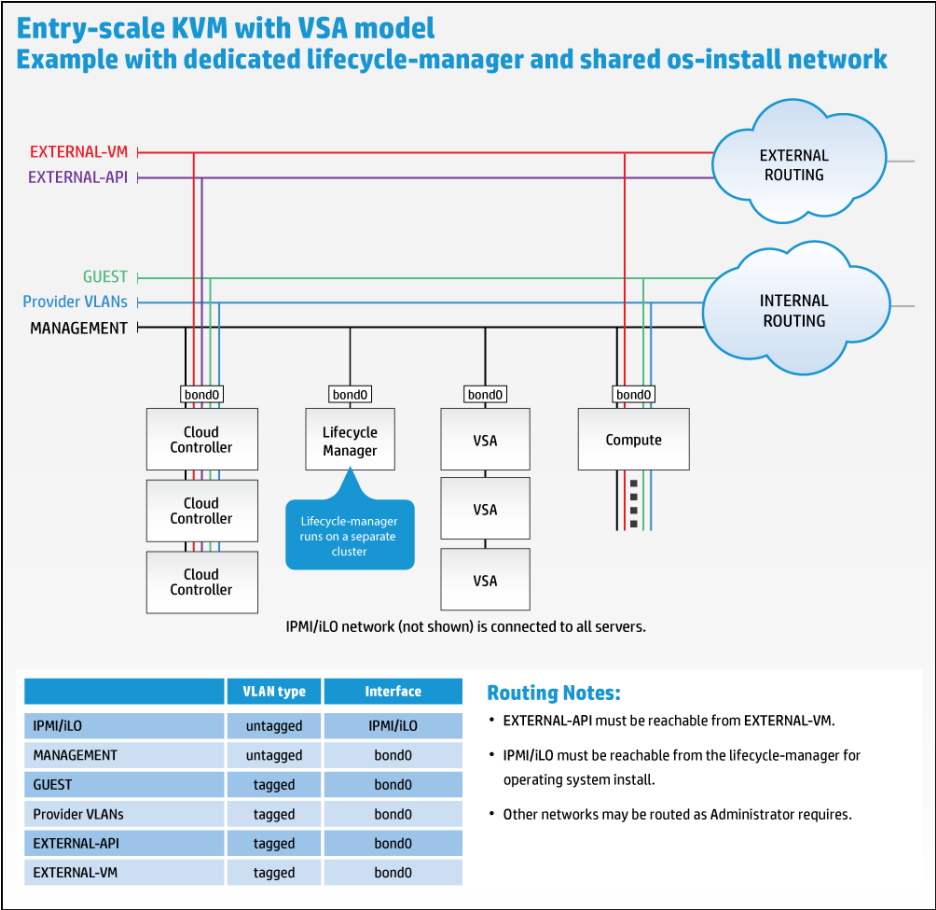 Entry-scale KVM with VSA model
Example with dedicated lifecycle-manager and shared os-install network
EXTERNAL-VM
EXTERNAL-API
EXTERNAL
ROUTING
GUEST
Provider VLANs
MANAGEMENT
INTERNAL
ROUTING
bond0
bond0
bond0
bond0
Cloud
Controller
Lifecycle
Manager
VSA
Compute
Cloud
Controller
VSA
Lifecycle-manager
runs on a separate
cluster
Cloud
Controller
VSA
IPMI/iLO network (not shown) is connected to all servers.
VLAN type Interface
IPMI/iLO untagged IPMI/iLO
MANAGEMENT untagged bond0
GUEST tagged bond0
Provider VLANs tagged bond0
EXTERNAL-API tagged bond0
EXTERNAL-VM tagged bond0
Routing Notes:
• EXTERNAL-API must be reachable from EXTERNAL-VM.
• IPMI/iLO must be reachable from the lifecycle-manager for
operating system install.
• Other networks may be routed as Administrator requires.